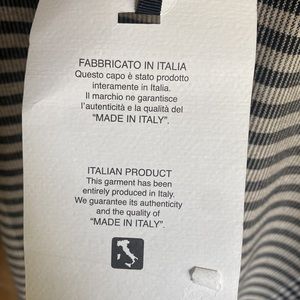 FABBRICATO IN ITALIA
Questo capo è stato prodotto
interamente in Italia.
Il marchio ne garantisce
l'autenticità e la qualità del
"MADE IN ITALY".
ITALIAN PRODUCT
This garment has been
entirely produced in Italy.
We guarantee its authenticity
and the quality of
"MADE IN ITALY".